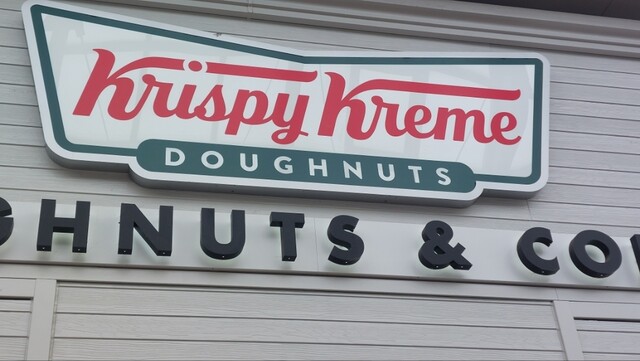 Krispy Kreme
DOUGHNUTS
GHNUTS & CO